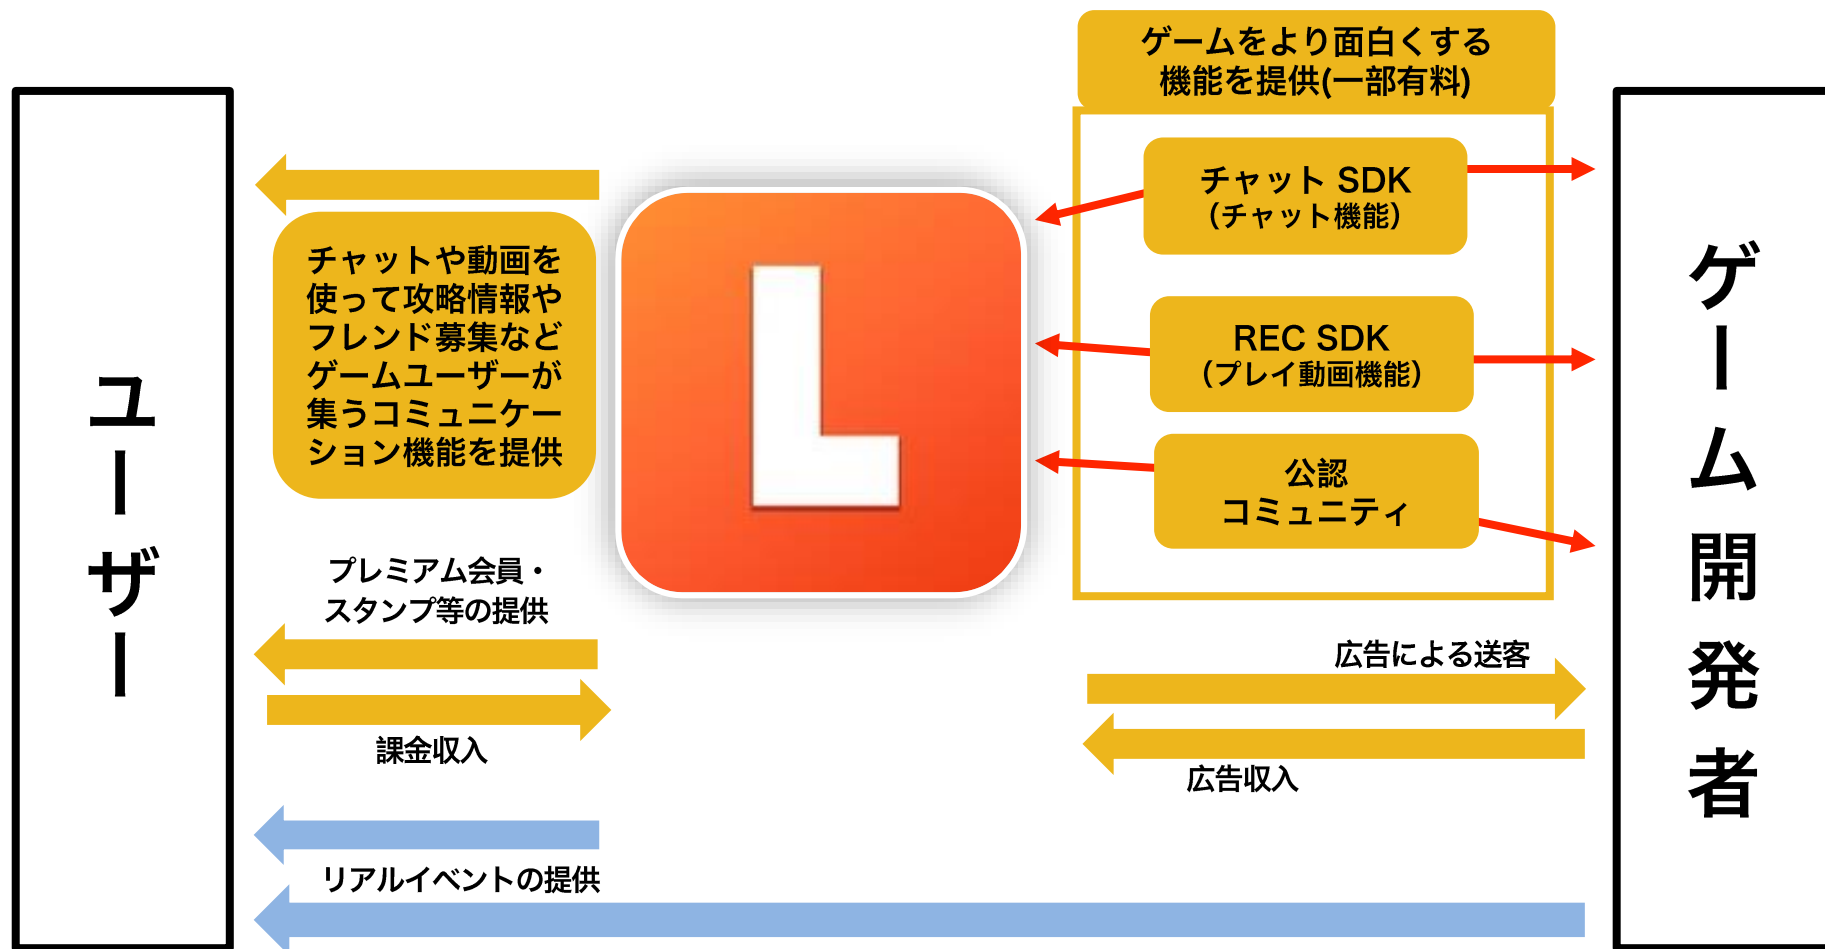 ユーザー
チャットや動画を
使って攻略情報や
フレンド募集など
ゲームユーザーが
集うコミュニケー
ション機能を提供
プレミアム会員・
スタンプ等の提供
課金収入
リアルイベントの提供
L
ゲームをより面白くする
機能を提供(一部有料)
チャット SDK
（チャット機能）
REC SDK
（プレイ動画機能）
公認
コミュニティ
広告による送客
広告収入
ゲーム開発者